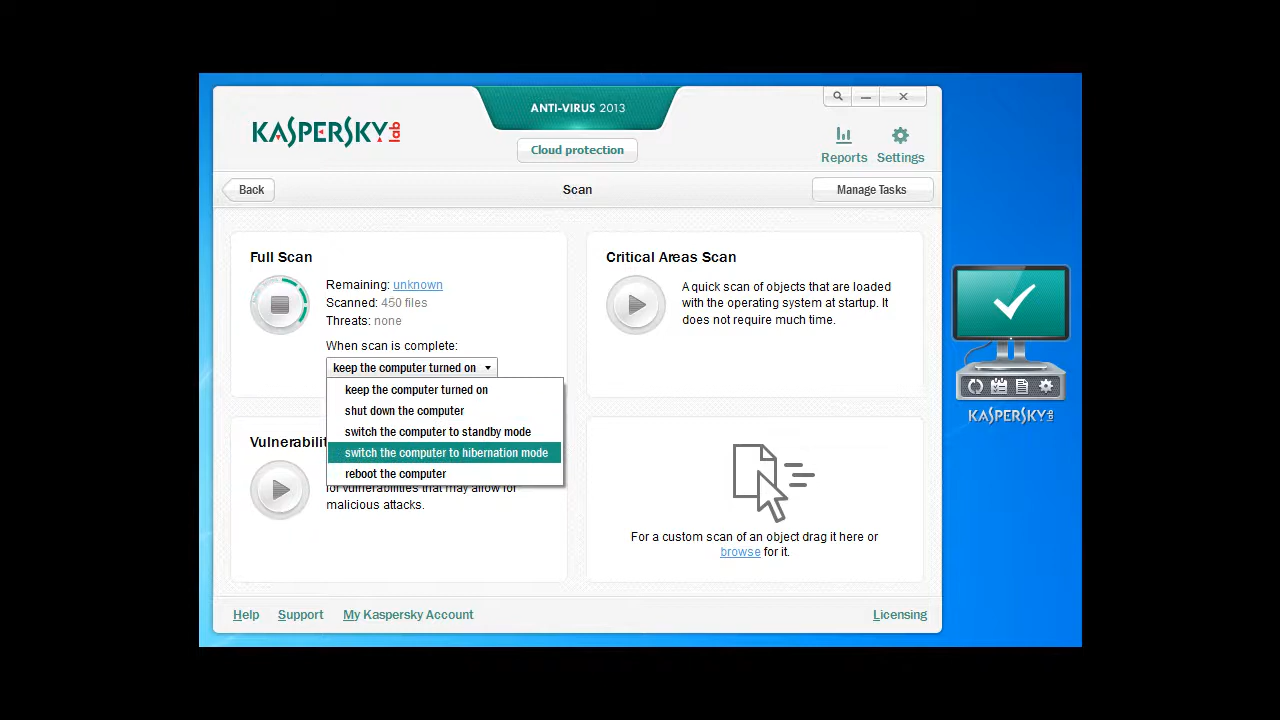 ANTI-VIRUS 2013
KASPERSKY lab
Cloud protection
Reports
Settings
Back
Scan
Manage Tasks
Full Scan
Remaining: unknown
Scanned: 450 files
Threats: none
When scan is complete:
keep the computer turned on
keep the computer turned on
shut down the computer
switch the computer to standby mode
switch the computer to hibernation mode
reboot the computer
Critical Areas Scan
A quick scan of objects that are loaded
with the operating system at startup. It
does not require much time.
KASPERSKY lab
Vulnerabili
for vulnerabilities that may allow for
malicious attacks.
For a custom scan of an object drag it here or
browse for it.
Help
Support
My Kaspersky Account
Licensing